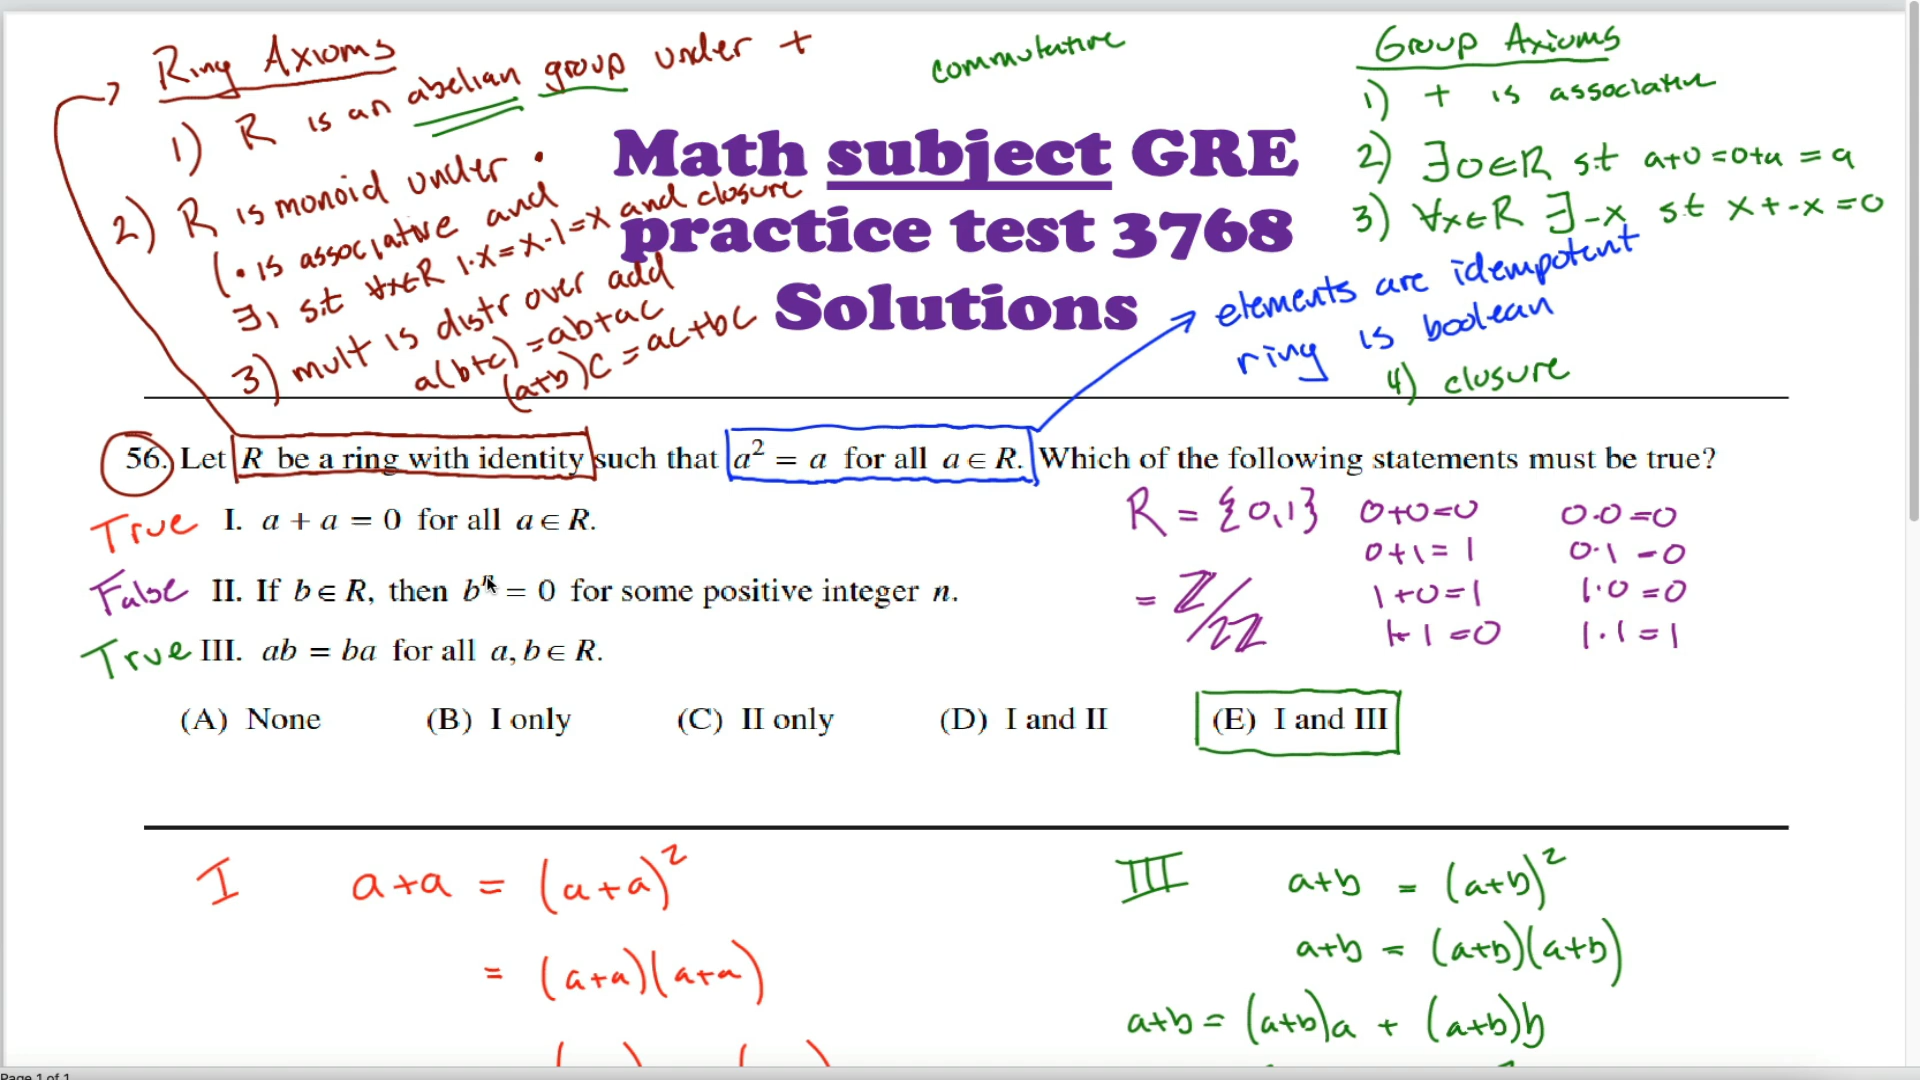 Ring Axioms
1) R is an abelian group under +
2) R is monoid under ·
(· is associative and
∃1 s.t ∀x∈R 1·x = x·1 = x and closure
3) mult is distr over add
a(b+c) = ab+ac
(a+b)c = ac+bc
commutative
Group Axioms
1) + is associative
2) ∃0∈R s.t a+0=0+a = a
3) ∀x∈R ∃-x s.t x+-x=0
4) closure
Math subject GRE
practice test 3768
Solutions
elements are idempotent
ring is boolean
56. Let R be a ring with identity such that a² = a for all a ∈ R. Which of the following statements must be true?
True I. a + a = 0 for all a ∈ R.
False II. If b ∈ R, then bⁿ = 0 for some positive integer n.
True III. ab = ba for all a, b ∈ R.
R = {0,1}
= ℤ/2ℤ
0+0=0
0+1=1
1+0=1
1+1=0
0·0=0
0·1=0
1·0=0
1·1=1
(A) None (B) I only (C) II only (D) I and II (E) I and III
I a+a = (a+a)²
= (a+a)(a+a)
III a+b = (a+b)²
a+b = (a+b)(a+b)
a+b = (a+b)a + (a+b)b
Page 1 of 1